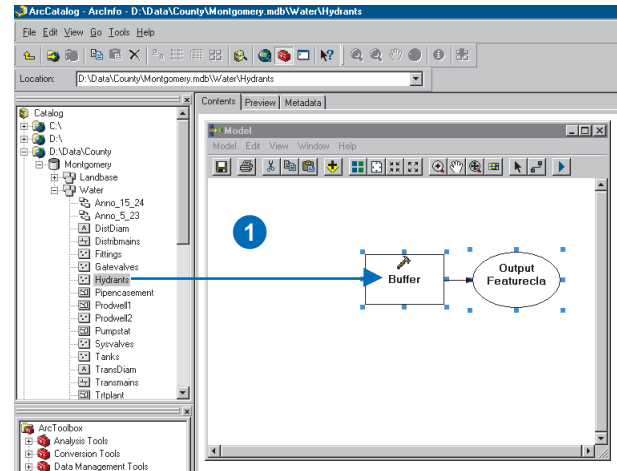 ArcCatalog - ArcInfo - D:\Data\County\Montgomery.mdb\Water\Hydrants
File Edit View Go Tools Help
Location: D:\Data\County\Montgomery.mdb\Water\Hydrants
Contents Preview Metadata
Catalog
C:\
D:\
D:\Data\County
Montgomery
Landbase
Water
Anno_15_24
Anno_5_23
DistDiam
Distribmains
Fittings
Gatevalves
Hydrants
Pipencasement
Prodwell1
Prodwell2
Pumpstat
Sysvalves
Tanks
TransDiam
Transmains
Trtplant
ArcToolbox
Analysis Tools
Conversion Tools
Data Management Tools
Model
Model Edit View Window Help
1
Buffer
Output
Featurecla